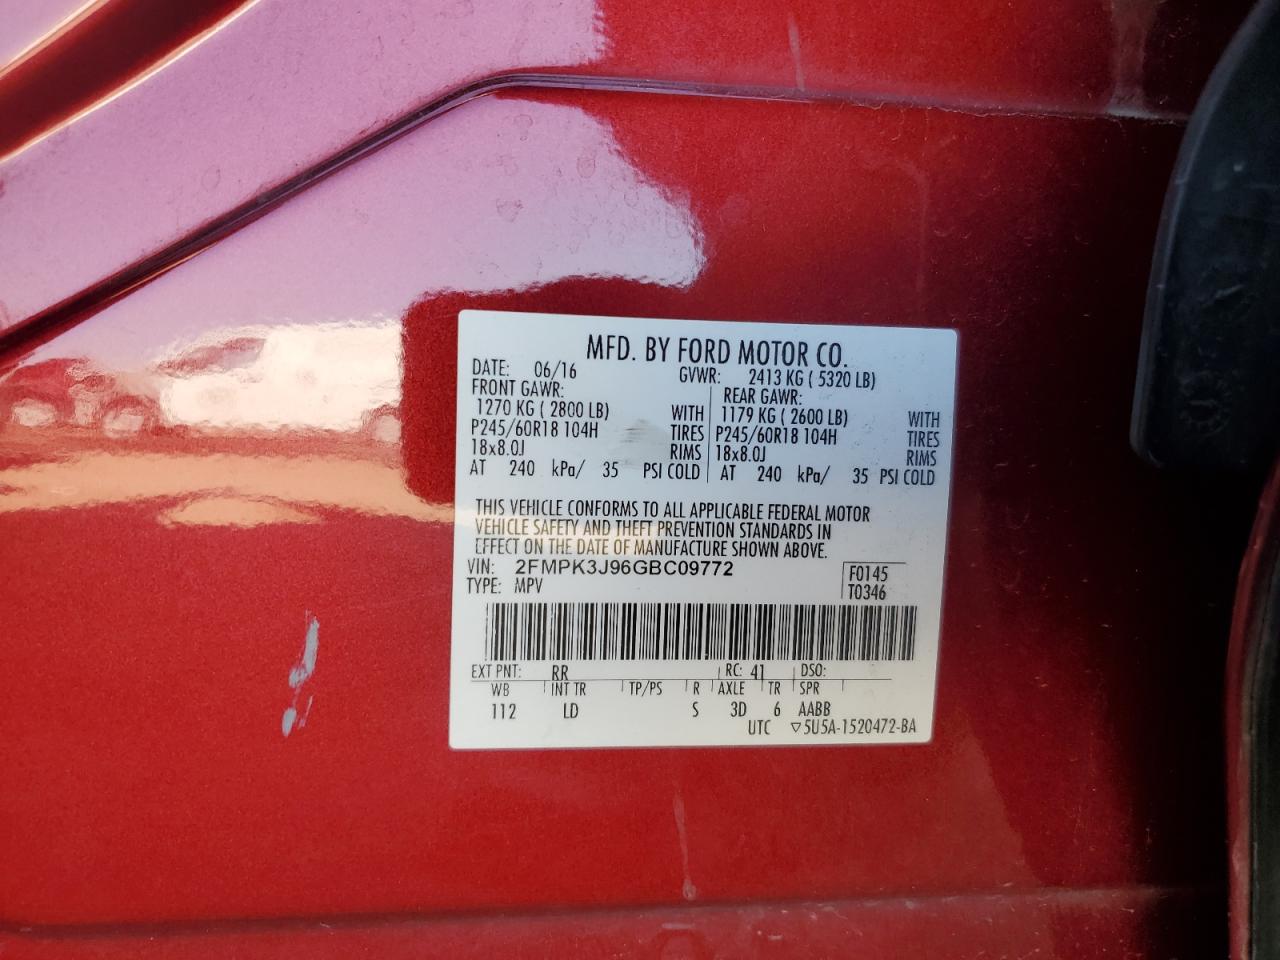 MFD. BY FORD MOTOR CO.
DATE: 06/16 GVWR: 2413 KG ( 5320 LB)
FRONT GAWR: REAR GAWR:
1270 KG ( 2800 LB) WITH 1179 KG ( 2600 LB) WITH
P245/60R18 104H TIRES P245/60R18 104H TIRES
18x8.0J RIMS 18x8.0J RIMS
AT 240 kPa/ 35 PSI COLD AT 240 kPa/ 35 PSI COLD
THIS VEHICLE CONFORMS TO ALL APPLICABLE FEDERAL MOTOR
VEHICLE SAFETY AND THEFT PREVENTION STANDARDS IN
EFFECT ON THE DATE OF MANUFACTURE SHOWN ABOVE.
VIN: 2FMPK3J96GBC09772 F0145
TYPE: MPV T0346
EXT PNT: RR RC: 41 DSO:
WB INT TR TP/PS R AXLE TR SPR
112 LD S 3D 6 AABB
UTC ▽5U5A-1520472-BA